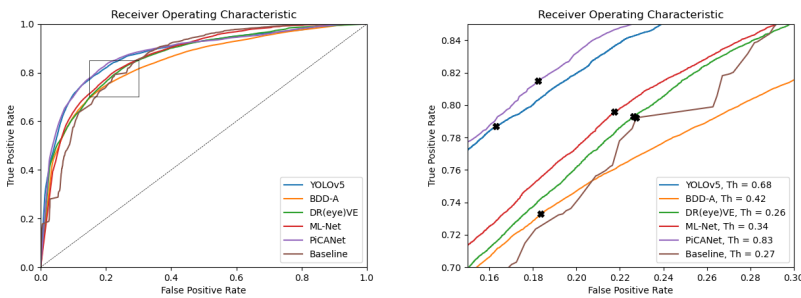 Receiver Operating Characteristic
1.0
0.8
0.6
0.4
0.2
0.0
True Positive Rate
0.0 0.2 0.4 0.6 0.8 1.0
False Positive Rate
YOLOv5
BDD-A
DR(eye)VE
ML-Net
PiCANet
Baseline
Receiver Operating Characteristic
0.84
0.82
0.80
0.78
0.76
0.74
0.72
0.70
True Positive Rate
0.16 0.18 0.20 0.22 0.24 0.26 0.28 0.30
False Positive Rate
YOLOv5, Th = 0.68
BDD-A, Th = 0.42
DR(eye)VE, Th = 0.26
ML-Net, Th = 0.34
PiCANet, Th = 0.83
Baseline, Th = 0.27